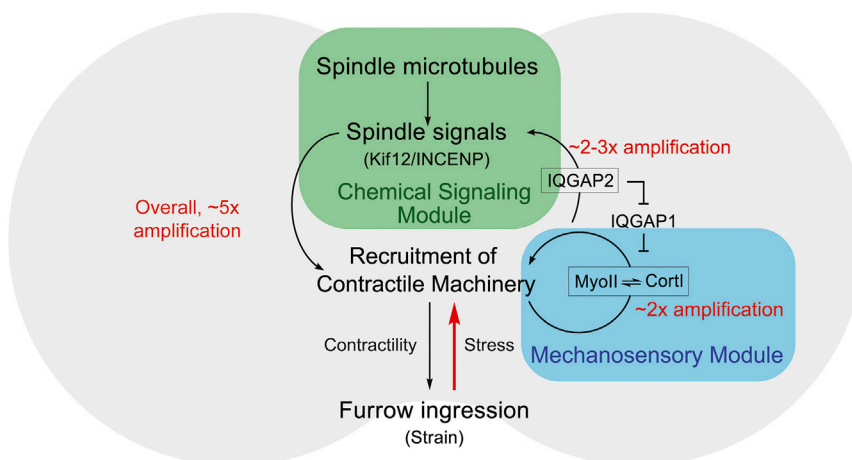 Spindle microtubules
Spindle signals
(Kif12/INCENP)
~2-3x amplification
IQGAP2
Chemical Signaling
Module
Overall, ~5x
amplification
IQGAP1
Recruitment of
Contractile Machinery
MyoII ⇌ CortI
~2x amplification
Contractility
Stress
Mechanosensory Module
Furrow ingression
(Strain)